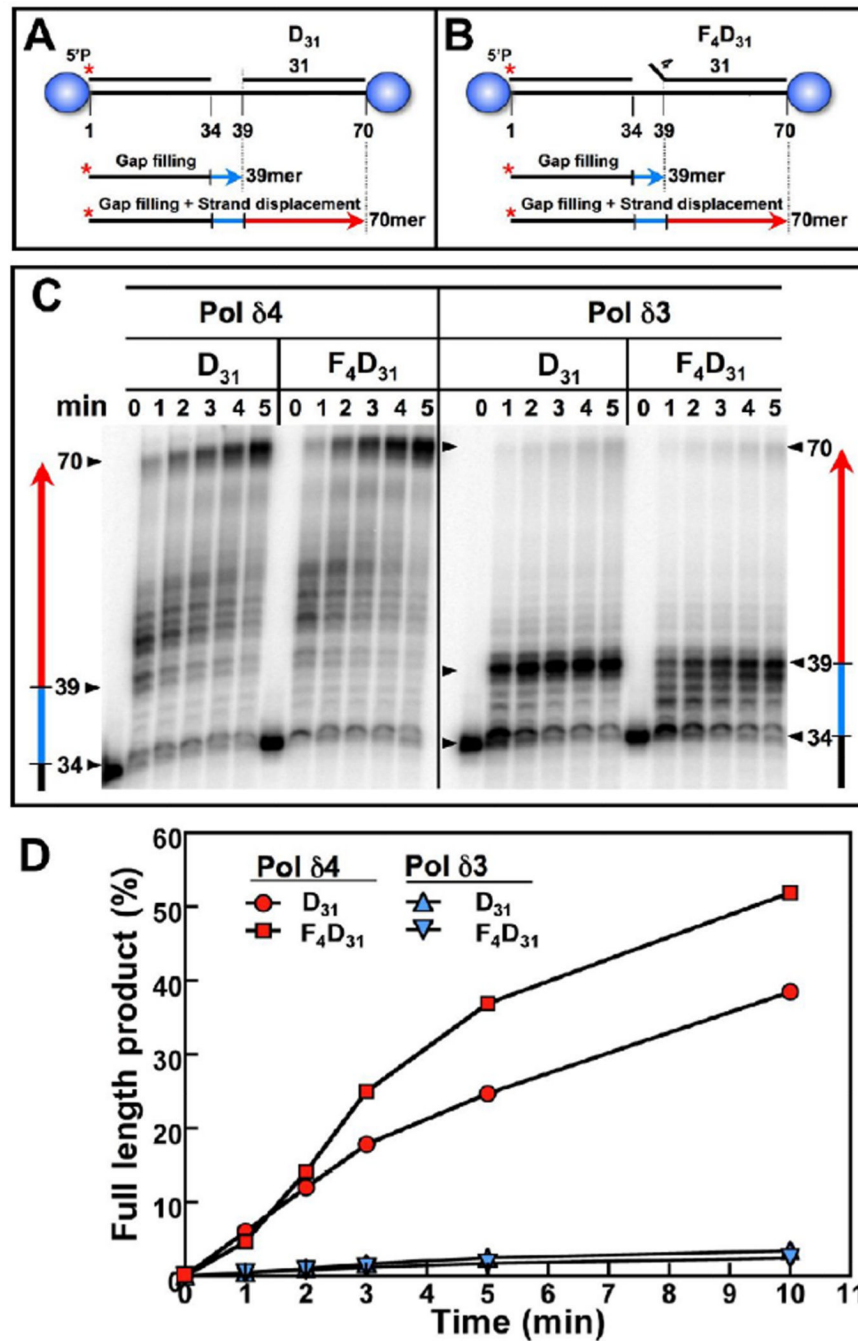 A
D31
5'P
31
*
1 34 39 70
Gap filling
* 39mer
Gap filling + Strand displacement
* 70mer
B
F4D31
5'P
4
31
*
1 34 39 70
Gap filling
* 39mer
Gap filling + Strand displacement
* 70mer
C
Pol δ4 Pol δ3
D31 F4D31 D31 F4D31
min 0 1 2 3 4 5 0 1 2 3 4 5 0 1 2 3 4 5 0 1 2 3 4 5
70 70
39 39
34 34
D
Full length product (%)
60
50
40
30
20
10
0
Pol δ4 Pol δ3
D31 D31
F4D31 F4D31
0 1 2 3 4 5 6 7 8 9 10 11
Time (min)